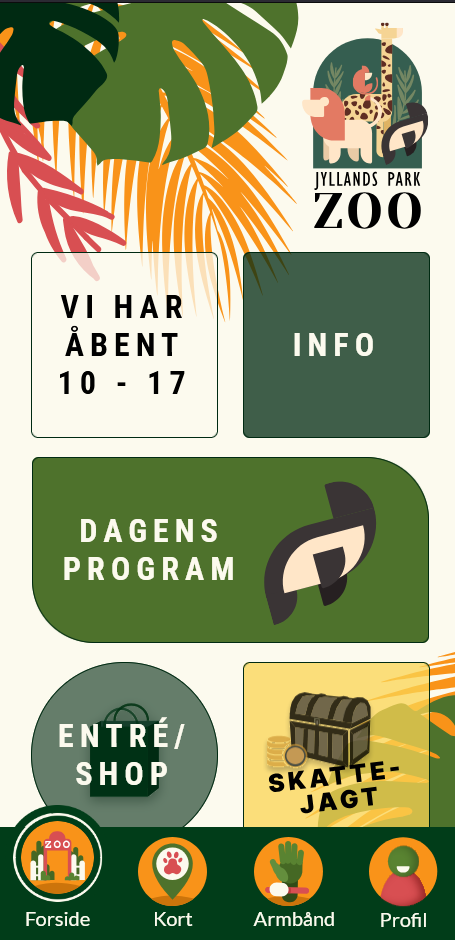 JYLLANDS PARK
ZOO
VI HAR
ÅBENT
10 - 17
INFO
DAGENS
PROGRAM
ENTRÉ/
SHOP
SKATTE-
JAGT
ZOO
Forside
Kort
Armbånd
Profil